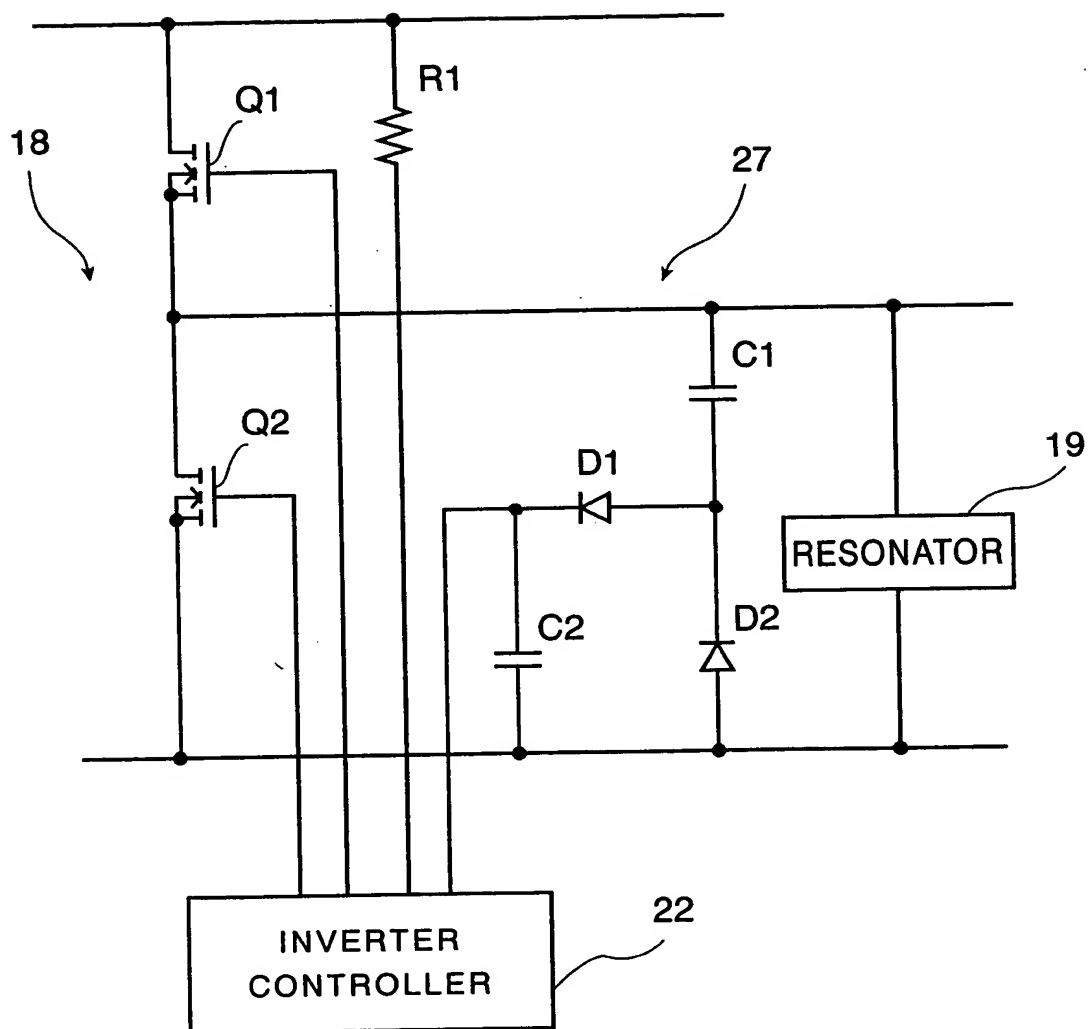 R1
Q1
18
27
C1
Q2
19
D1
RESONATOR
C2
D2
22
INVERTER
CONTROLLER